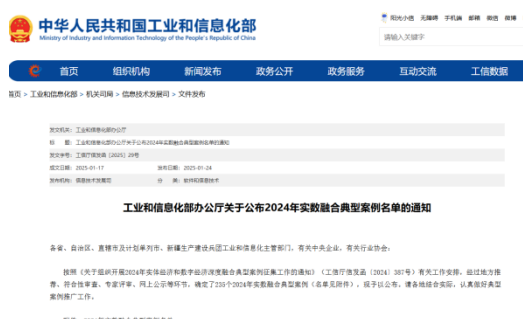 阳光小信 无障碍 手机端 邮箱 微信 微博
中华人民共和国工业和信息化部
Ministry of Industry and Information Technology of the People's Republic of China
请输入关键字
首页 组织机构 新闻发布 政务公开 政务服务 互动交流 工信数据
首页 > 工业和信息化部 > 机关司局 > 信息技术发展司 > 文件发布
发文机关: 工业和信息化部办公厅
标 题: 工业和信息化部办公厅关于公布2024年实数融合典型案例名单的通知
发文字号: 工信厅信发函〔2025〕29号
成文日期: 2025-01-17 发布日期: 2025-01-24
发布机构: 信息技术发展司 分 类: 软件和信息技术
工业和信息化部办公厅关于公布2024年实数融合典型案例名单的通知
各省、自治区、直辖市及计划单列市、新疆生产建设兵团工业和信息化主管部门，有关中央企业，有关行业协会：
按照《关于组织开展2024年实体经济和数字经济深度融合典型案例征集工作的通知》（工信厅信发函〔2024〕387号）有关工作安排，经过地方推
荐、符合性审查、专家评审、网上公示等环节，确定了235个2024年实数融合典型案例（名单见附件），现予以公布。请各地结合实际，认真做好典型
案例推广工作。